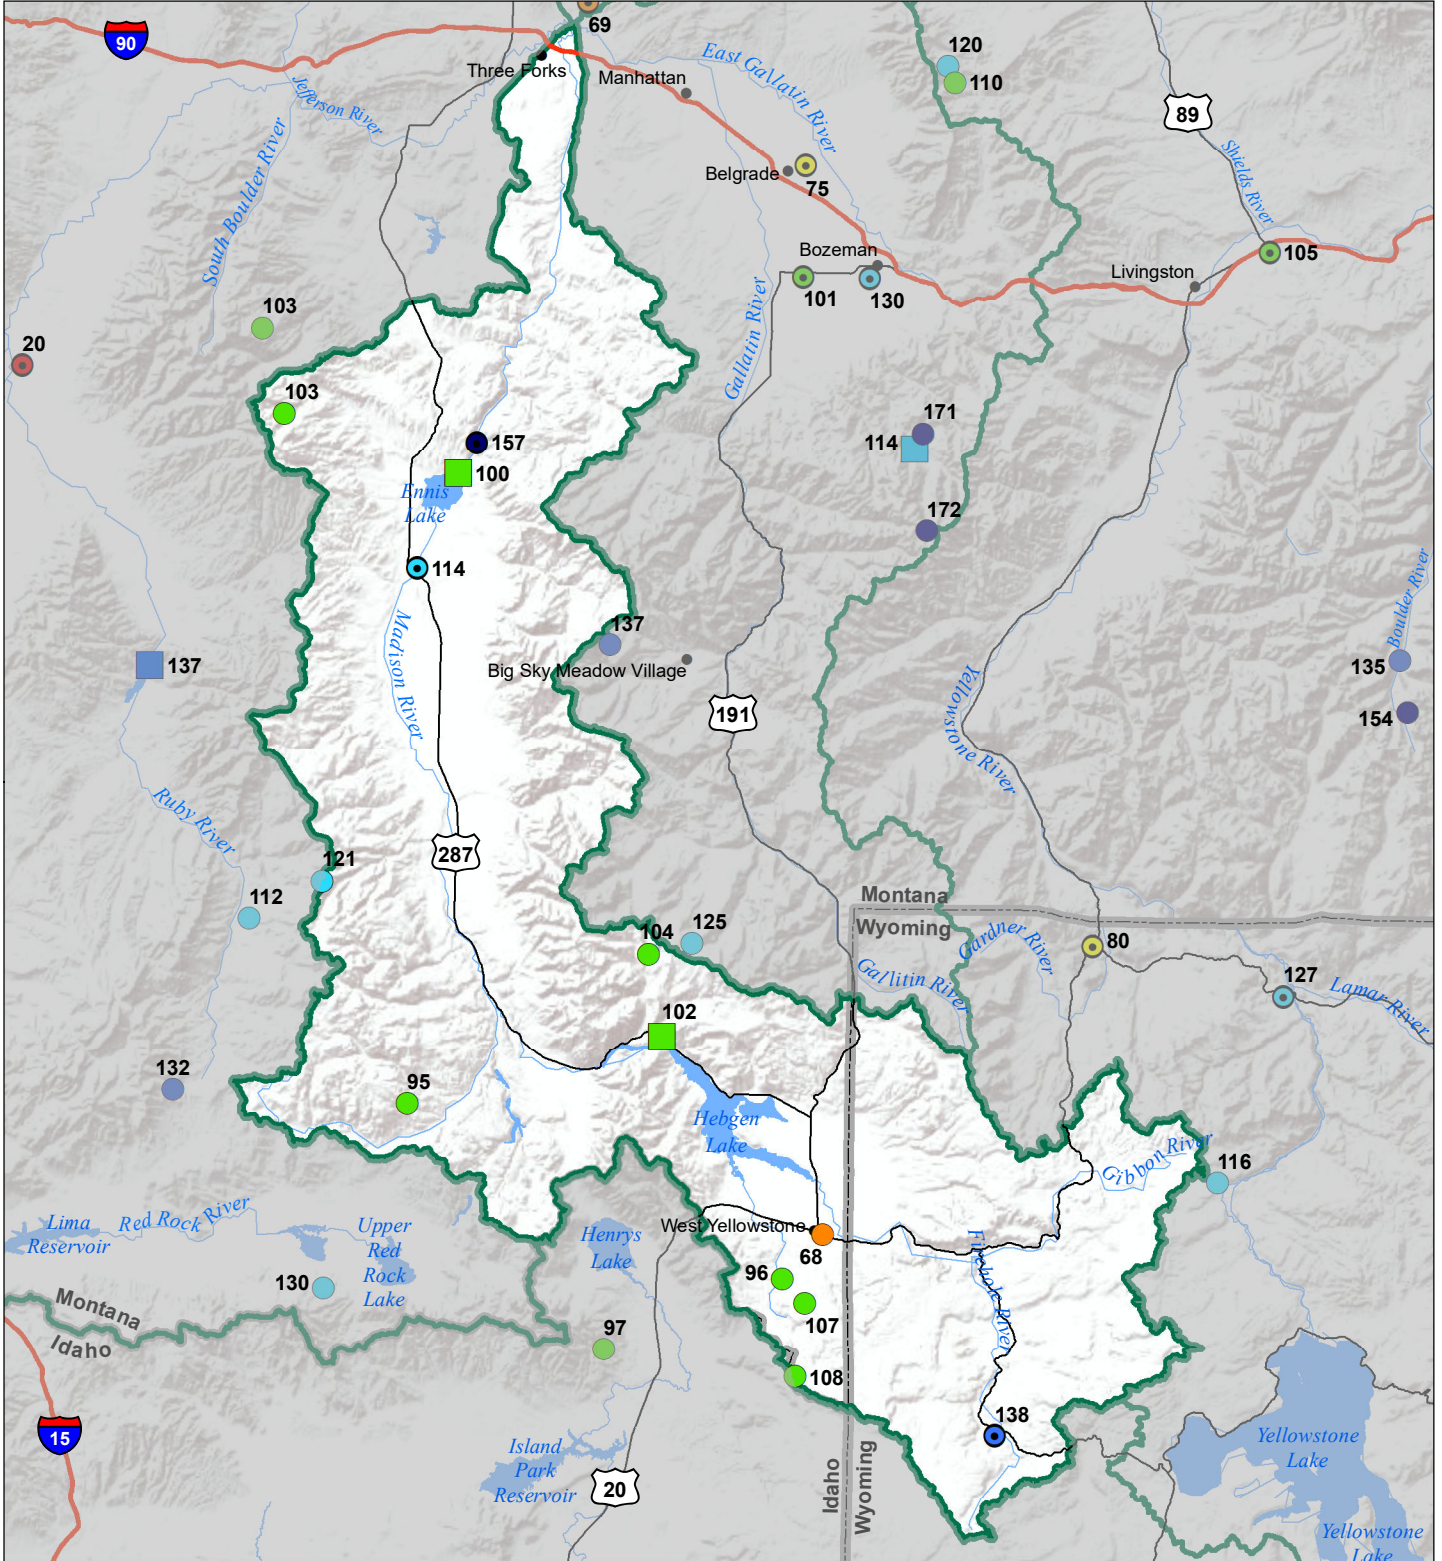 69
90
Three Forks
Manhattan
East Gallatin River
120
110
89
Jefferson River
South Boulder River
Belgrade
75
Shields River
Bozeman
105
Livingston
101
130
103
Gallatin River
20
103
171
157
114
100
Ennis
Lake
172
114
Madison River
137
137
Big Sky Meadow Village
Boulder River
135
154
191
Yellowstone River
Ruby River
287
121
112
Montana
Wyoming
104
125
Gardner River
80
Gallitin River
127
Lamar River
102
132
95
Hebgen
Lake
Gibbon River
116
Lima
Reservoir
Red Rock River
Upper
Red
Rock
Lake
Henrys
Lake
West Yellowstone
68
Firehole River
96
130
107
Montana
Idaho
97
108
138
15
Island
Park
Reservoir
20
Idaho
Wyoming
Yellowstone
Lake
Yellowstone
Lake